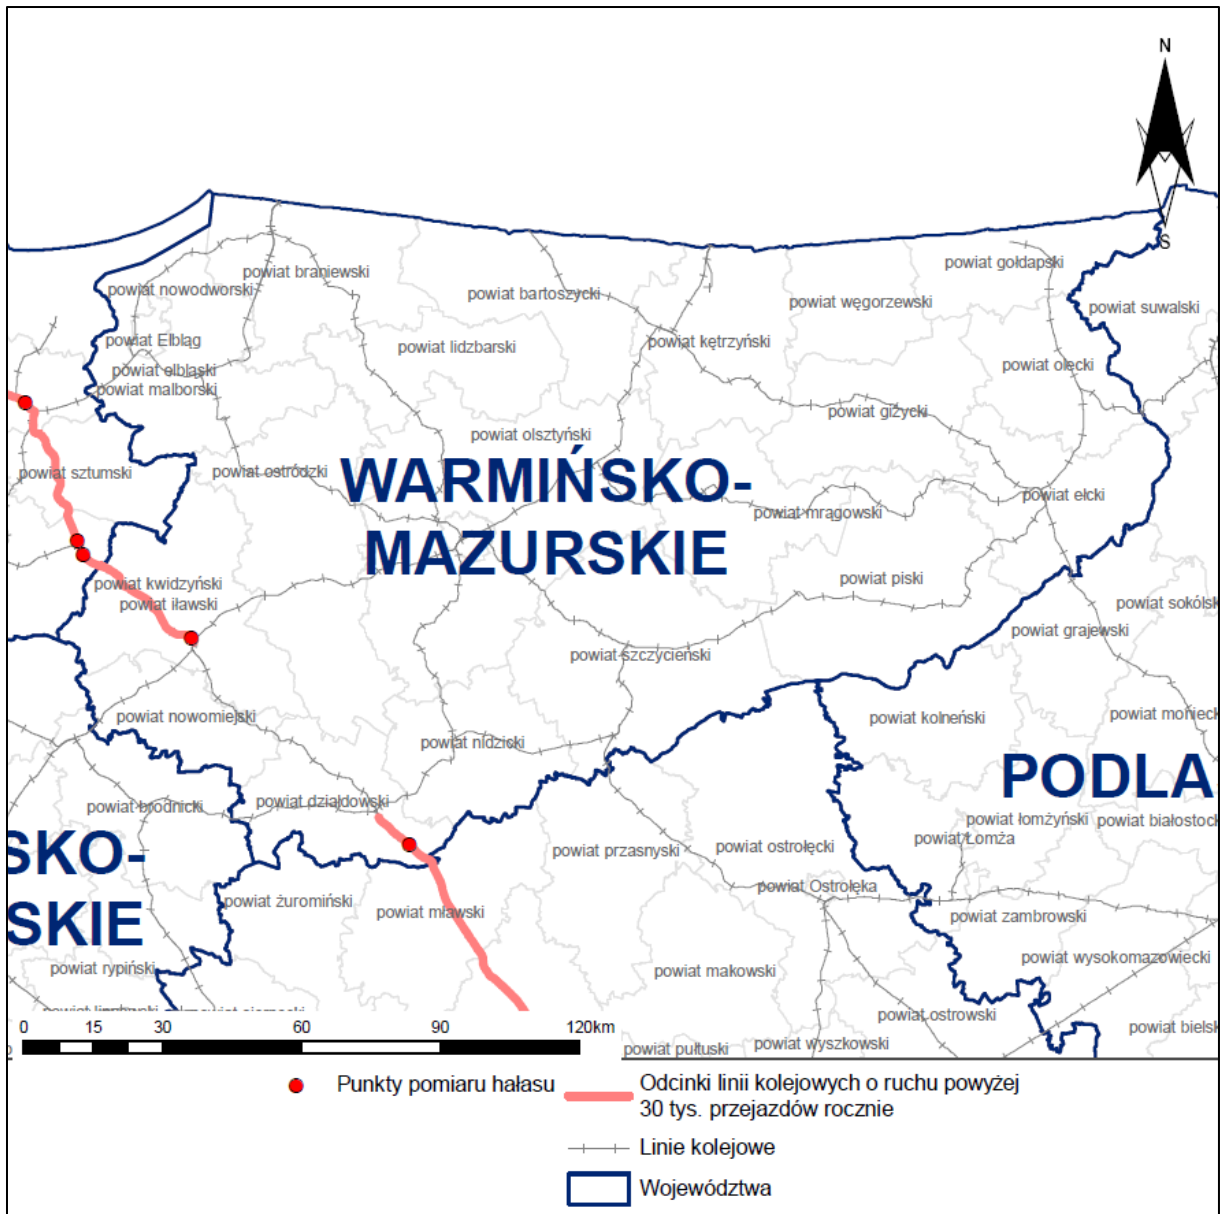 N
S
powiat braniewski
powiat gołdapski
powiat nowodworski
powiat bartoszycki
powiat węgorzewski
powiat suwalski
powiat Elbląg
powiat lidzbarski
powiat kętrzyński
powiat elbląski
powiat olecki
powiat malborski
powiat giżycki
powiat olsztyński
powiat sztumski
powiat ostródzki
WARMIŃSKO-
MAZURSKIE
powiat ełcki
powiat mrągowski
powiat kwidzyński
powiat piski
powiat iławski
powiat sokólsk
powiat grajewski
powiat szczycieński
powiat nowomiejski
powiat kolneński
powiat monieck
powiat nidzicki
PODLA
powiat brodnicki
powiat działdowski
powiat łomżyński
powiat białostock
SKO-
SKIE
powiat przasnyski
powiat ostrołęcki
powiat Łomża
powiat Ostrołęka
powiat żuromiński
powiat mławski
powiat zambrowski
powiat rypiński
powiat makowski
powiat wysokomazowiecki
powiat ostrowski
powiat bielsk
powiat pułtuski
powiat wyszkowski
0 15 30 60 90 120km
Punkty pomiaru hałasu
Odcinki linii kolejowych o ruchu powyżej
30 tys. przejazdów rocznie
Linie kolejowe
Województwa